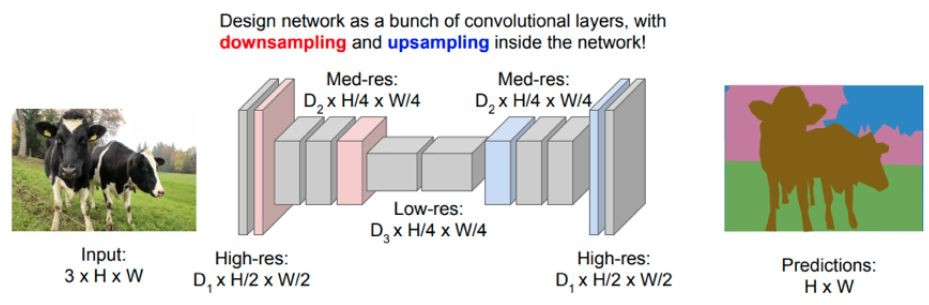 Design network as a bunch of convolutional layers, with
downsampling and upsampling inside the network!
Med-res:
D₂ x H/4 x W/4
Med-res:
D₂ x H/4 x W/4
Low-res:
D₃ x H/4 x W/4
Input:
3 x H x W
High-res:
D₁ x H/2 x W/2
High-res:
D₁ x H/2 x W/2
Predictions:
H x W